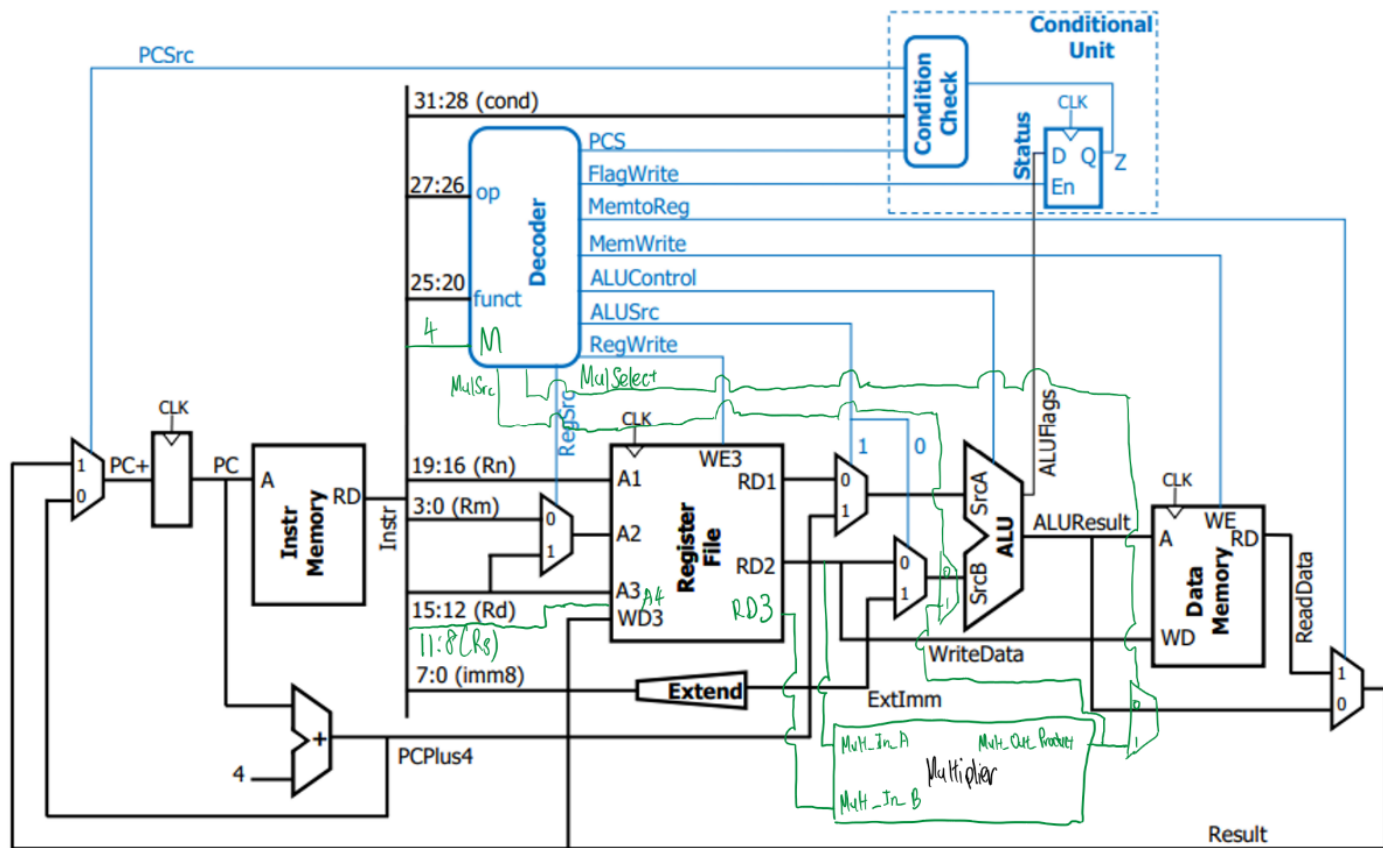 Conditional
Unit
PCSrc
Condition
Check
CLK
Status
D Q
En
Z
31:28 (cond)
PCS
FlagWrite
MemtoReg
MemWrite
ALUControl
ALUSrc
RegWrite
27:26
op
Decoder
25:20
funct
4
M
MulSrc
MulSelect
RegSrc
CLK
CLK
1
0
PC+
PC
A
RD
Instr
Memory
Instr
19:16 (Rn)
3:0 (Rm)
0
1
A1
A2
A3
A4
WD3
WE3
RD1
RD2
RD3
Register
File
15:12 (Rd)
11:8 (Rs)
7:0 (imm8)
Extend
ExtImm
1
0
0
1
0
1
0
1
SrcA
SrcB
ALU
ALUFlags
ALUResult
CLK
A
WE
RD
Data
Memory
WD
WriteData
ReadData
1
0
0
1
+
4
PCPlus4
Mult_In_A
Mult_Out_Product
Multiplier
Mult_In_B
Result